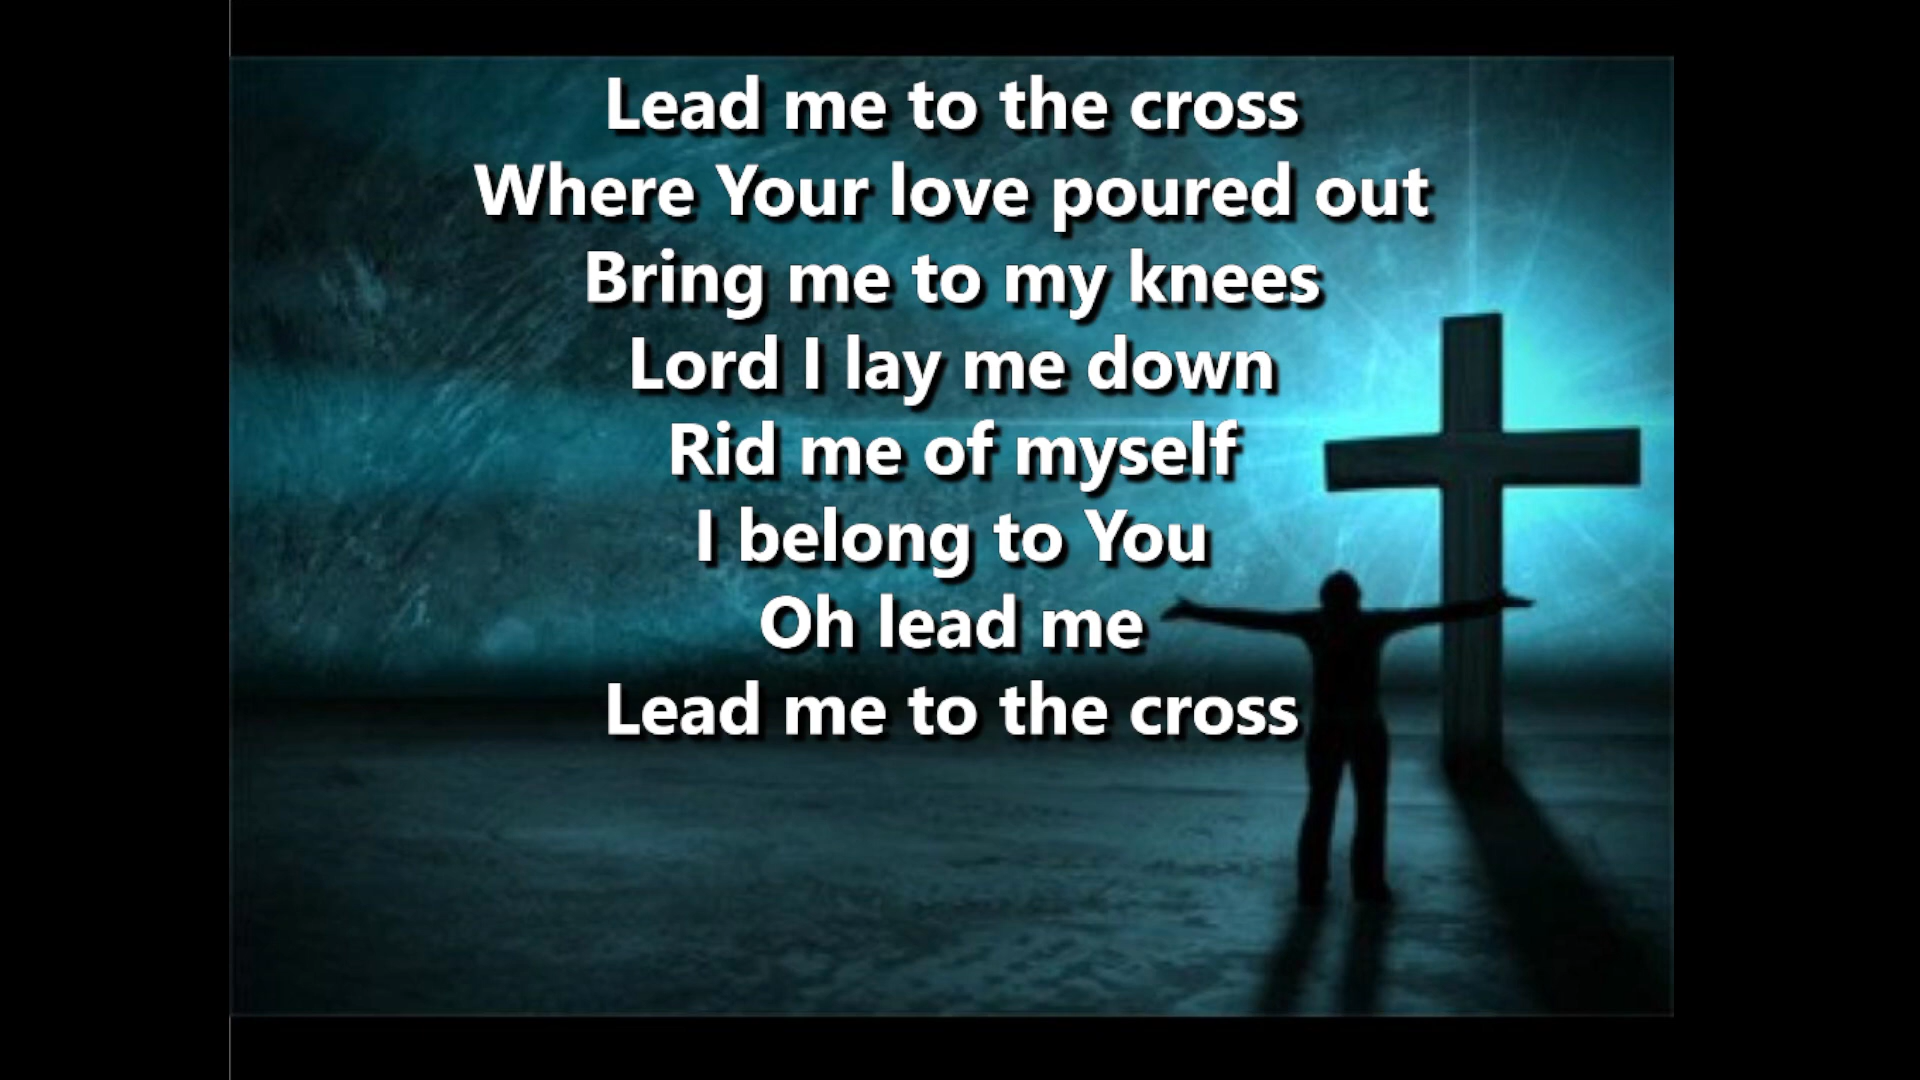 Lead me to the cross
Where Your love poured out
Bring me to my knees
Lord I lay me down
Rid me of myself
I belong to You
Oh lead me
Lead me to the cross